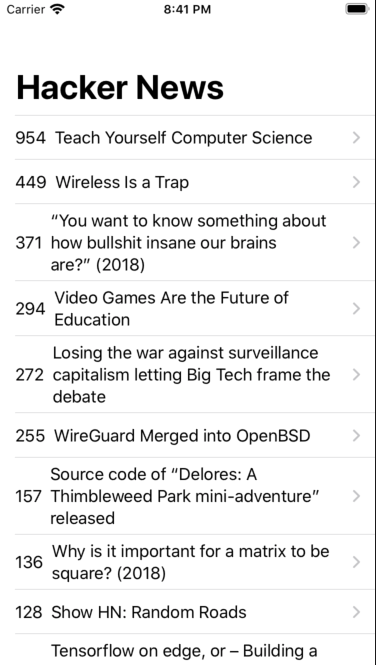 Carrier 8:41 PM
Hacker News
954 Teach Yourself Computer Science
449 Wireless Is a Trap
“You want to know something about
371 how bullshit insane our brains
are?” (2018)
294 Video Games Are the Future of
Education
Losing the war against surveillance
272 capitalism letting Big Tech frame the
debate
255 WireGuard Merged into OpenBSD
Source code of “Delores: A
157 Thimbleweed Park mini-adventure”
released
136 Why is it important for a matrix to be
square? (2018)
128 Show HN: Random Roads
Tensorflow on edge, or – Building a